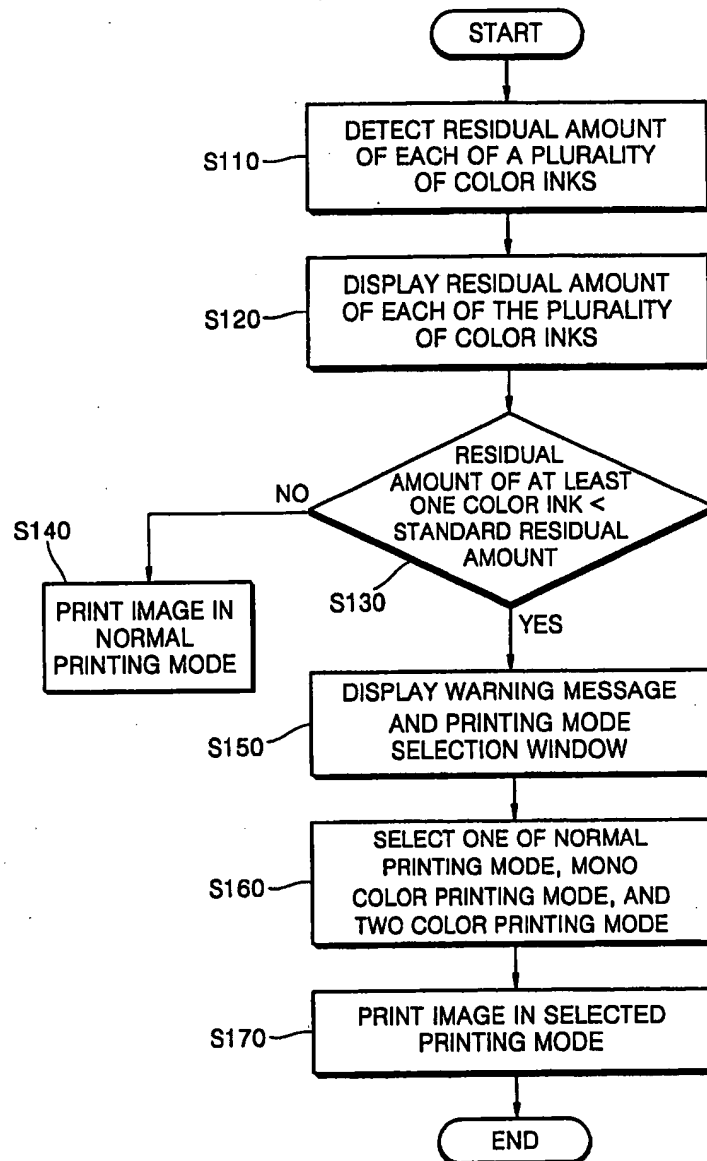 START
DETECT RESIDUAL AMOUNT
OF EACH OF A PLURALITY
OF COLOR INKS
S110
DISPLAY RESIDUAL AMOUNT
OF EACH OF THE PLURALITY
OF COLOR INKS
S120
RESIDUAL
AMOUNT OF AT LEAST
ONE COLOR INK <
STANDARD RESIDUAL
AMOUNT
S130
NO
S140
PRINT IMAGE IN
NORMAL
PRINTING MODE
YES
DISPLAY WARNING MESSAGE
AND PRINTING MODE
SELECTION WINDOW
S150
SELECT ONE OF NORMAL
PRINTING MODE, MONO
COLOR PRINTING MODE, AND
TWO COLOR PRINTING MODE
S160
PRINT IMAGE IN SELECTED
PRINTING MODE
S170
END